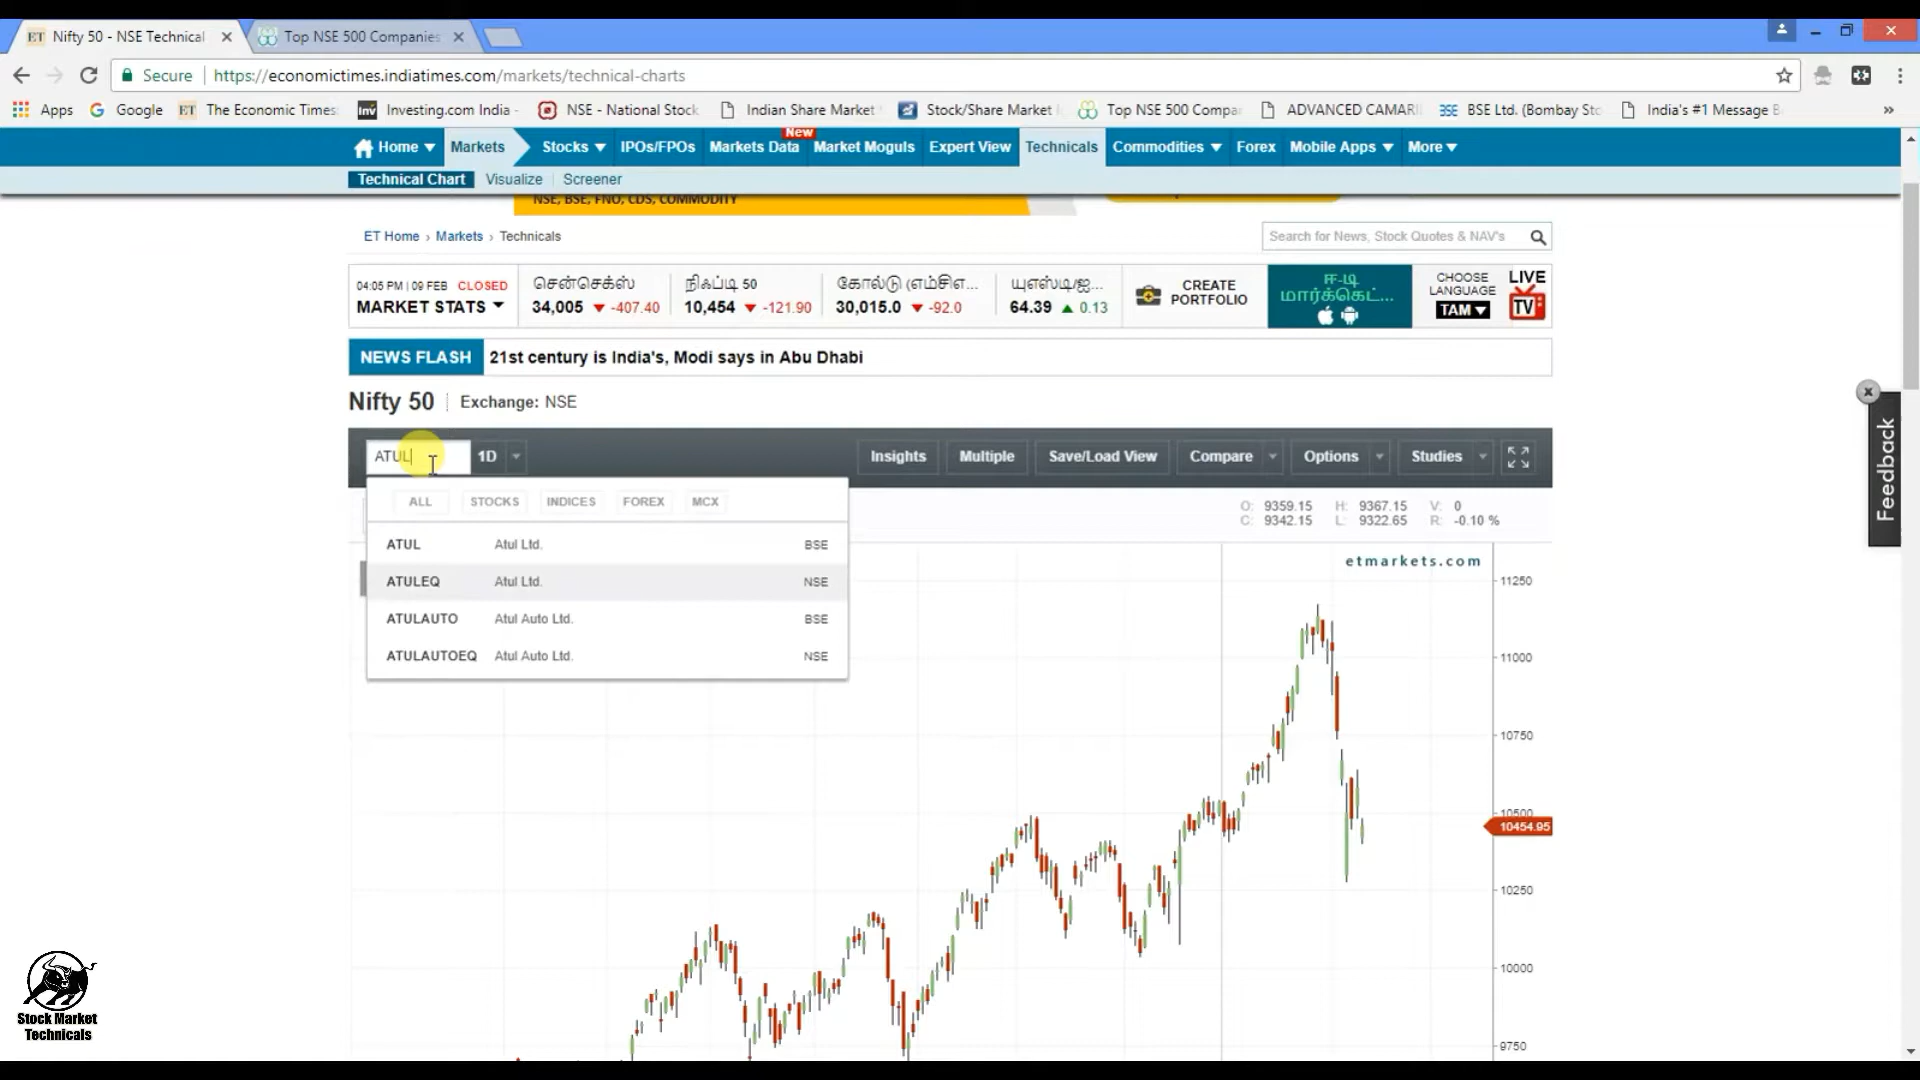 Nifty 50 - NSE Technical
Top NSE 500 Companies
Secure
https://economictimes.indiatimes.com/markets/technical-charts
Apps Google The Economic Times Investing.com India - NSE - National Stock Indian Share Market Stock/Share Market Top NSE 500 Compa ADVANCED CAMARI BSE Ltd. (Bombay Sto India's #1 Message B
New
Home Markets Stocks IPOs/FPOs Markets Data Market Moguls Expert View Technicals Commodities Forex Mobile Apps More
Technical Chart Visualize Screener
NSE, BSE, FNO, CDS, COMMODITY
ET Home › Markets › Technicals
Search for News, Stock Quotes & NAV's
04:05 PM | 09 FEB CLOSED
MARKET STATS
சென்செக்ஸ்
34,005 -407.40
நிஃப்டி 50
10,454 -121.90
கோல்டு (எம்சிஎ...
30,015.0 -92.0
யுஎஸ்டி/ஐ...
64.39 0.13
CREATE
PORTFOLIO
ஈ-டி
மார்க்கெட்...
CHOOSE
LANGUAGE
TAM
LIVE
TV
NEWS FLASH 21st century is India's, Modi says in Abu Dhabi
Nifty 50 Exchange: NSE
ATUL 1D Insights Multiple Save/Load View Compare Options Studies
ALL STOCKS INDICES FOREX MCX
O: 9359.15 H: 9367.15 V: 0
C: 9342.15 L: 9322.65 R: -0.10 %
ATUL Atul Ltd. BSE
ATULEQ Atul Ltd. NSE
ATULAUTO Atul Auto Ltd. BSE
ATULAUTOEQ Atul Auto Ltd. NSE
etmarkets.com
11250
11000
10750
10500
10454.95
10250
10000
9750
Feedback
Stock Market
Technicals